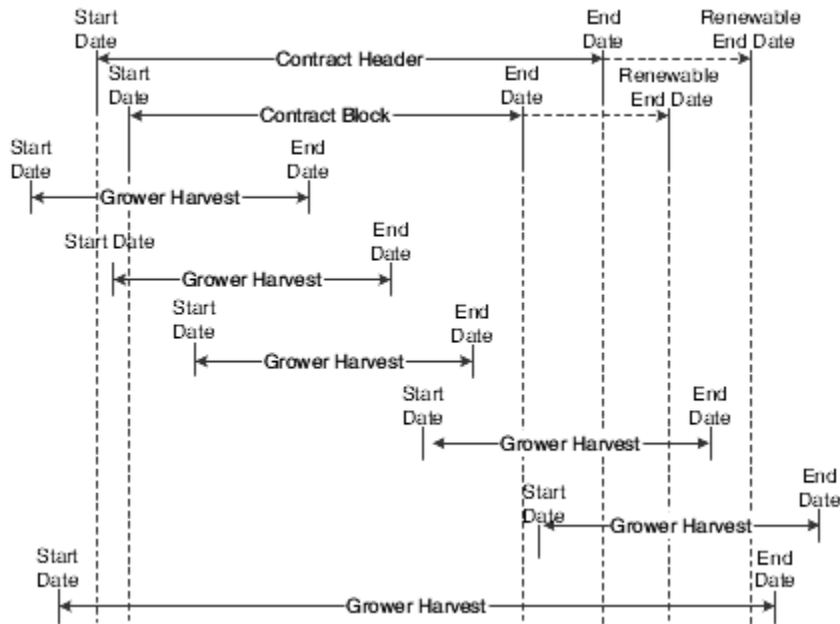 Start
Date
End
Date
Renewable
End Date
Contract Header
Start
Date
End
Date
Renewable
End Date
Contract Block
Start
Date
End
Date
Grower Harvest
Start Date
End
Date
Grower Harvest
Start
Date
End
Date
Grower Harvest
Start
Date
End
Date
Grower Harvest
Start
Date
End
Date
Grower Harvest
Start
Date
End
Date
Grower Harvest